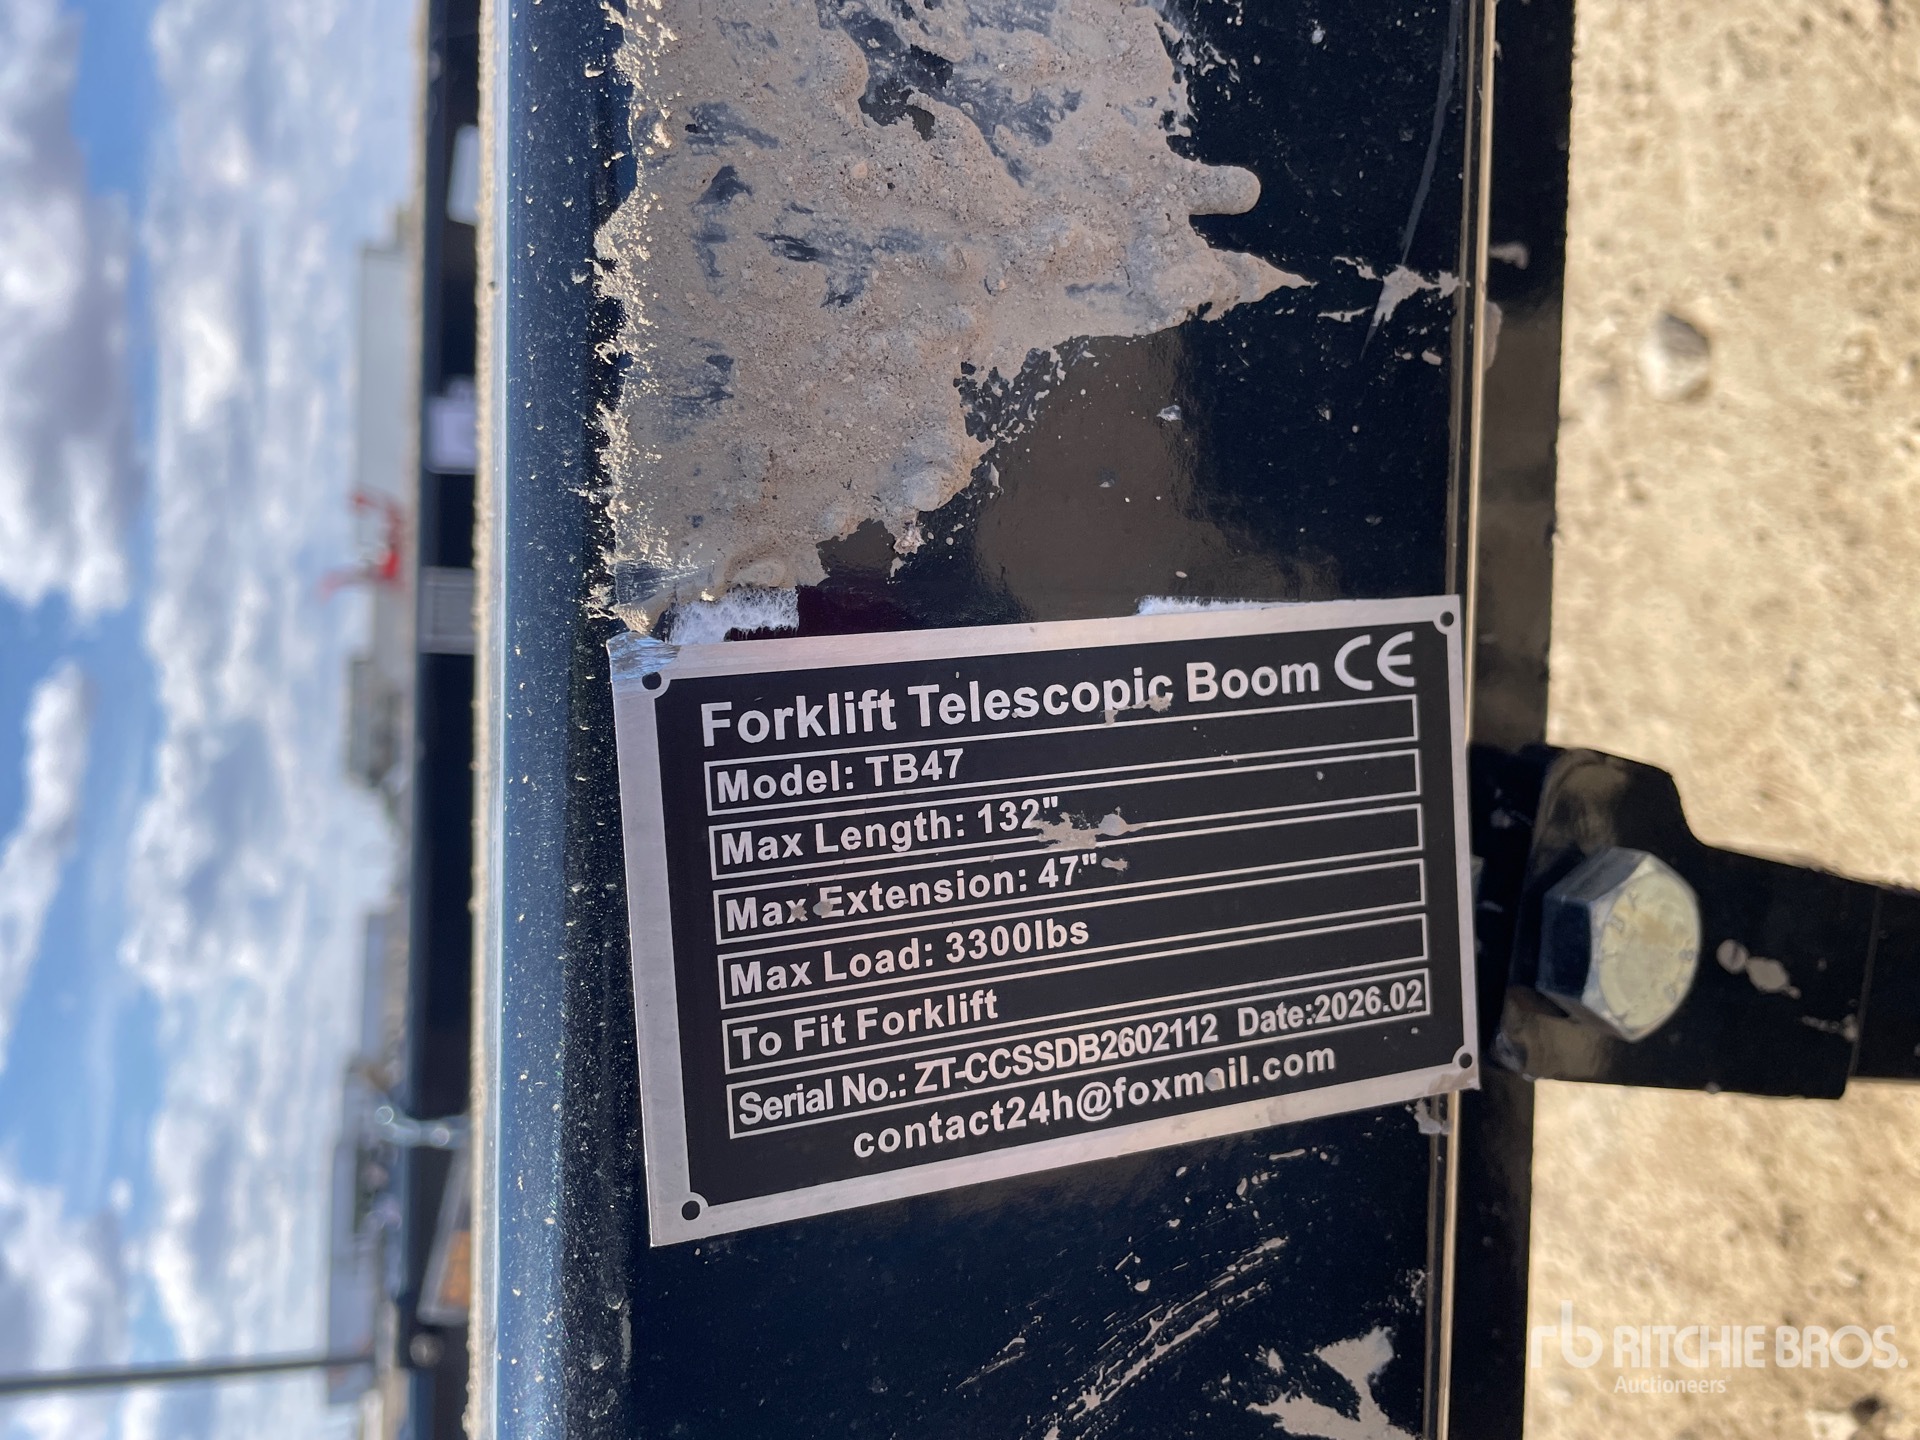 Forklift Telescopic Boom CE
Model: TB47
Max Length: 132"
Max Extension: 47"
Max Load: 3300lbs
To Fit Forklift
Serial No.: ZT-CCSSDB2602112 Date:2026.02
contact24h@foxmail.com
rb RITCHIE BROS.
Auctioneers